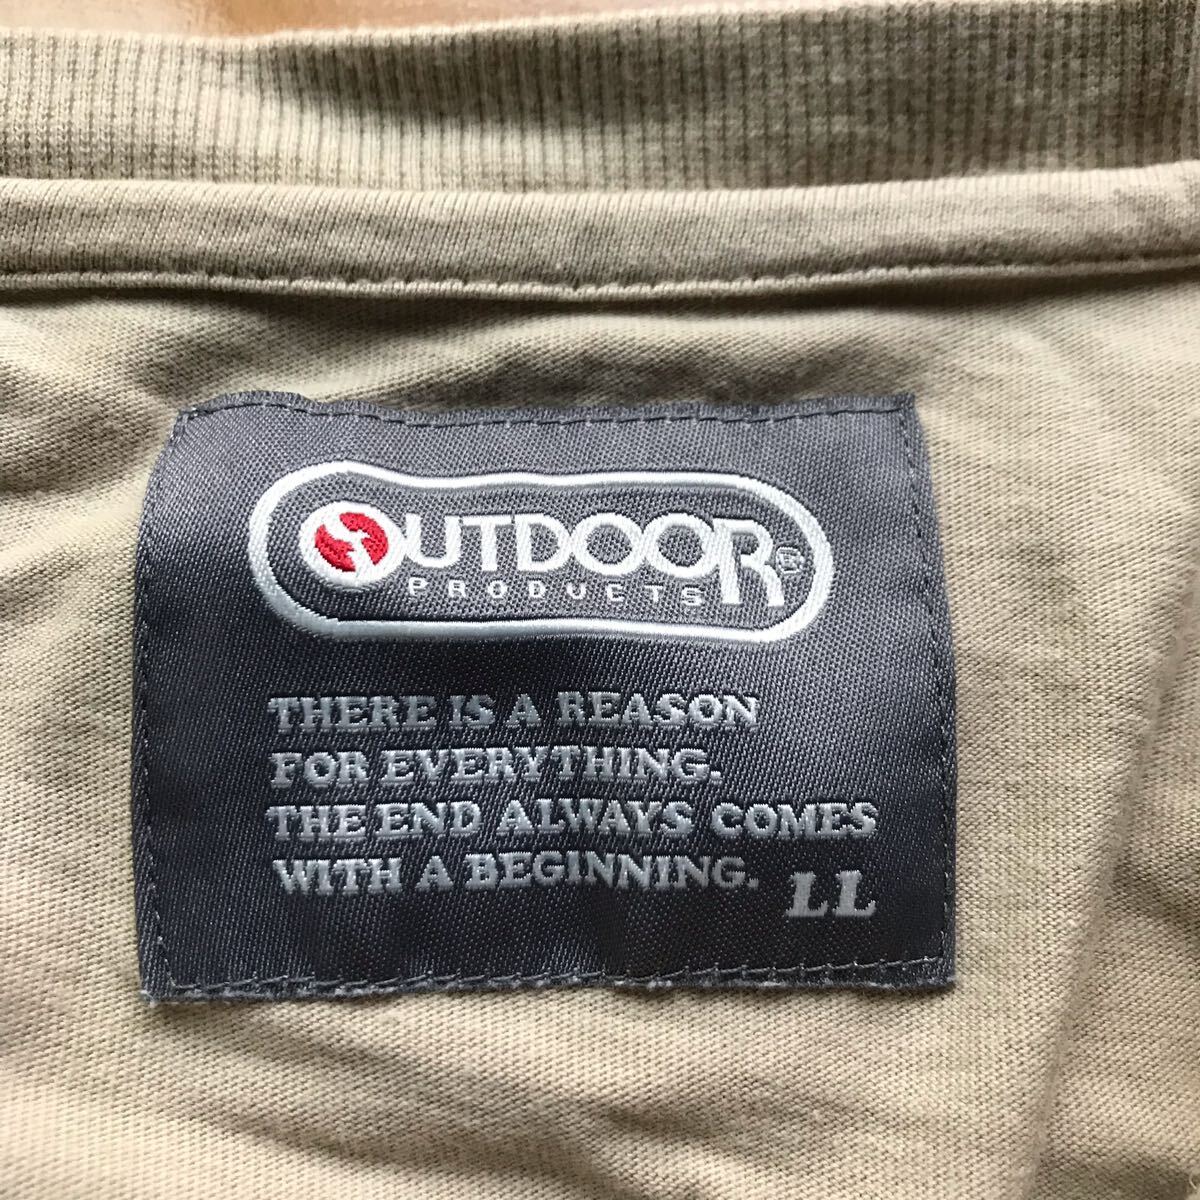 OUTDOOR®
PRODUCTS
THERE IS A REASON
FOR EVERYTHING.
THE END ALWAYS COMES
WITH A BEGINNING.
LL